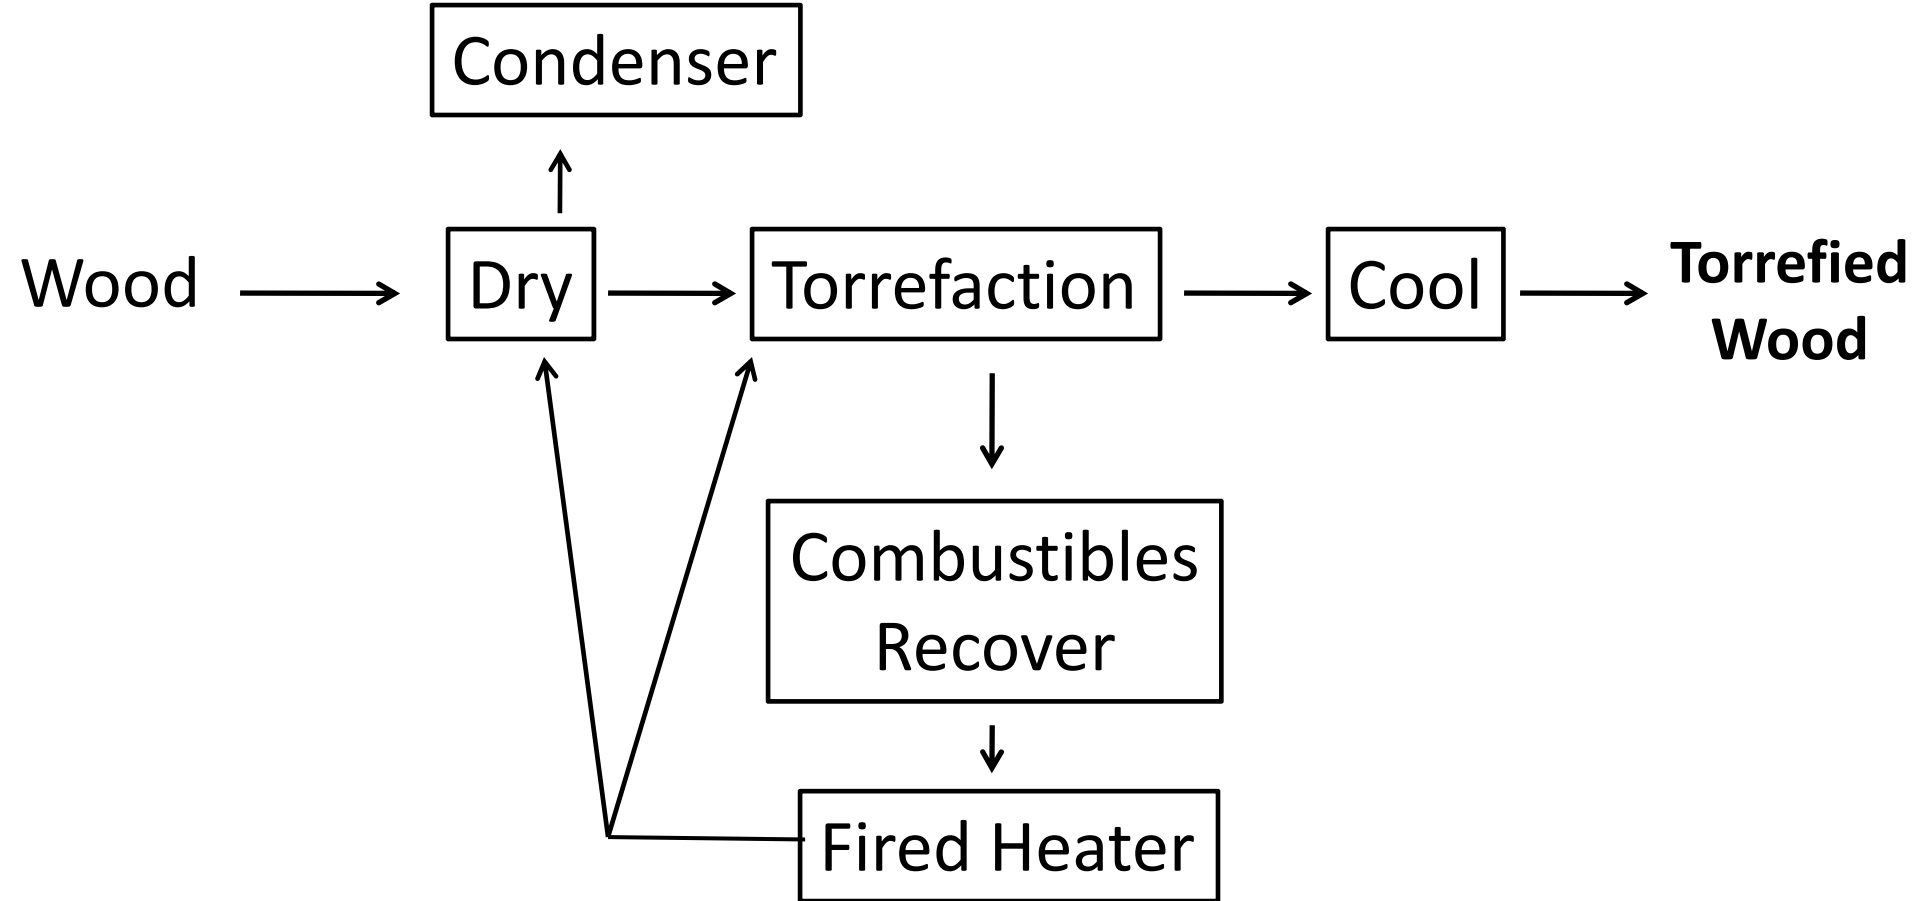 Condenser
Wood
Dry
Torrefaction
Cool
Torrefied
Wood
Combustibles
Recover
Fired Heater